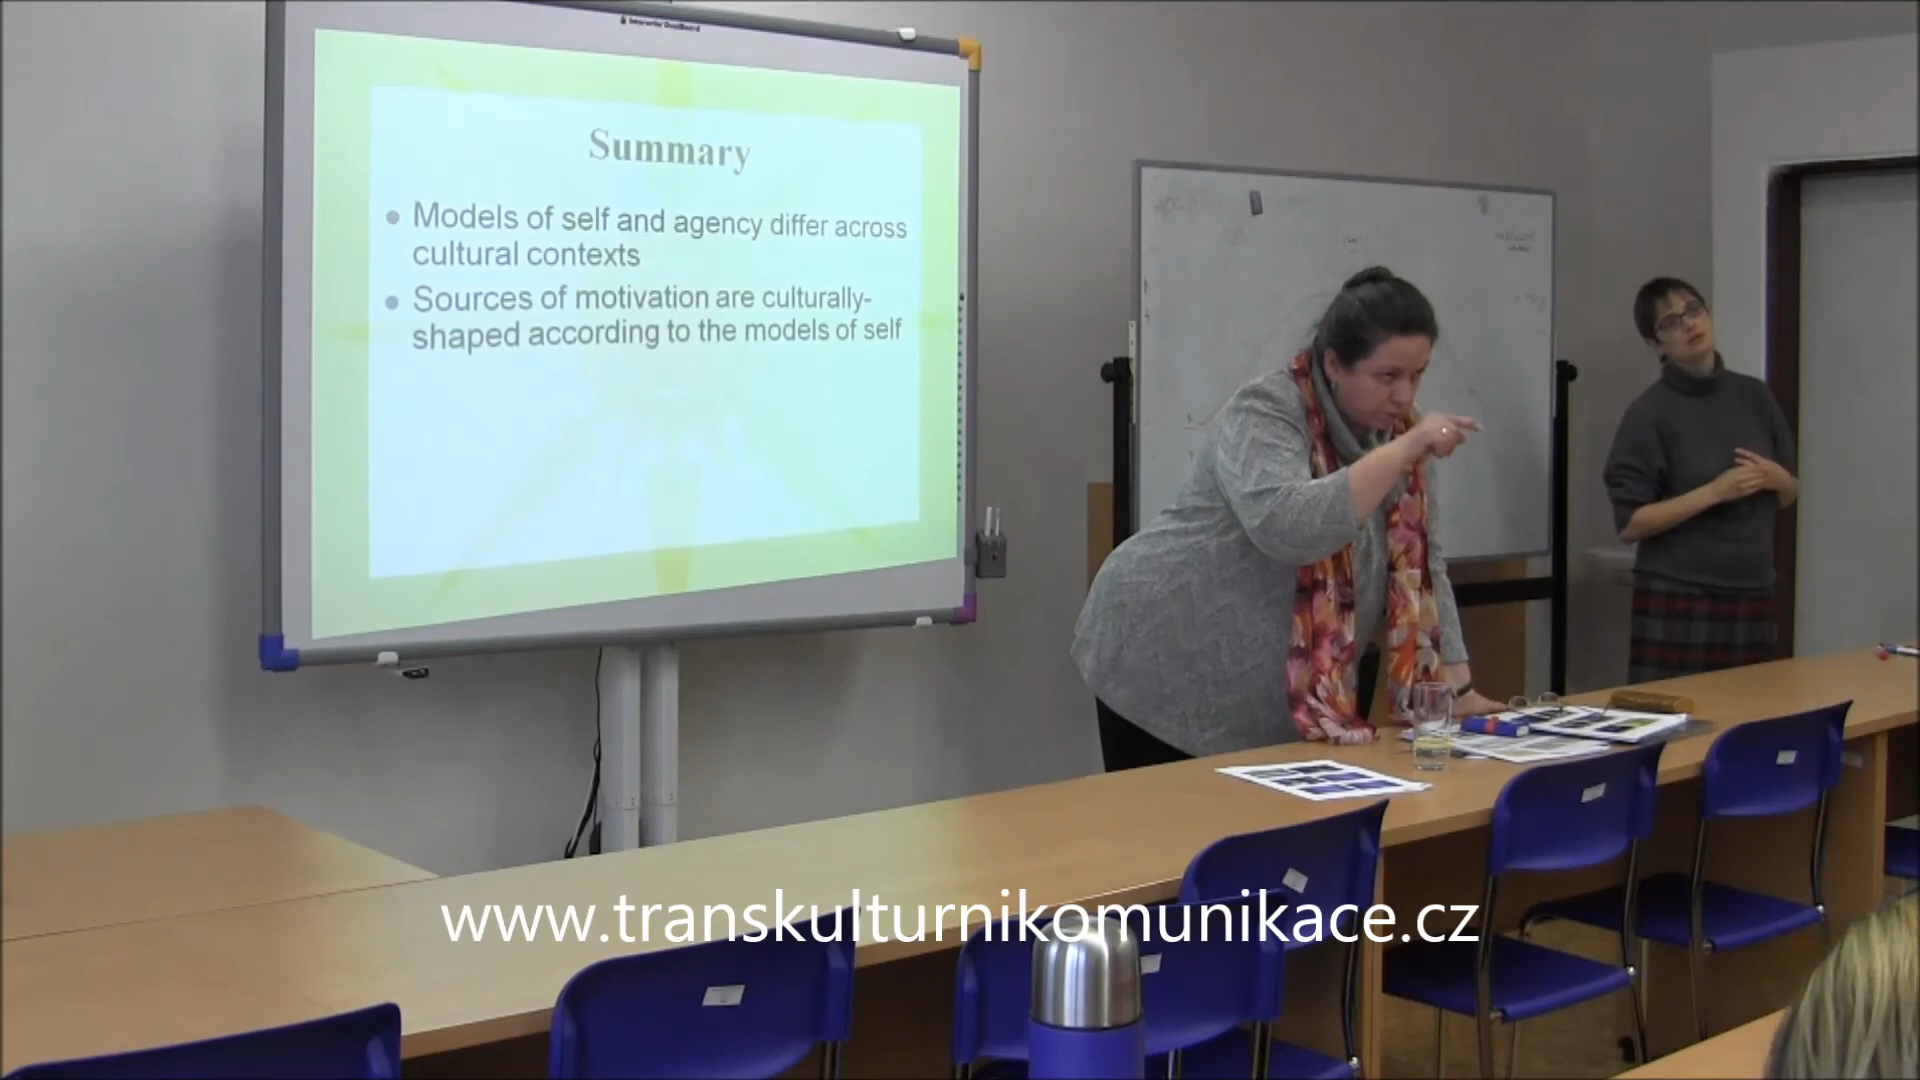 Summary
Models of self and agency differ across
cultural contexts
Sources of motivation are culturally-
shaped according to the models of self
www.transkulturnikomunikace.cz